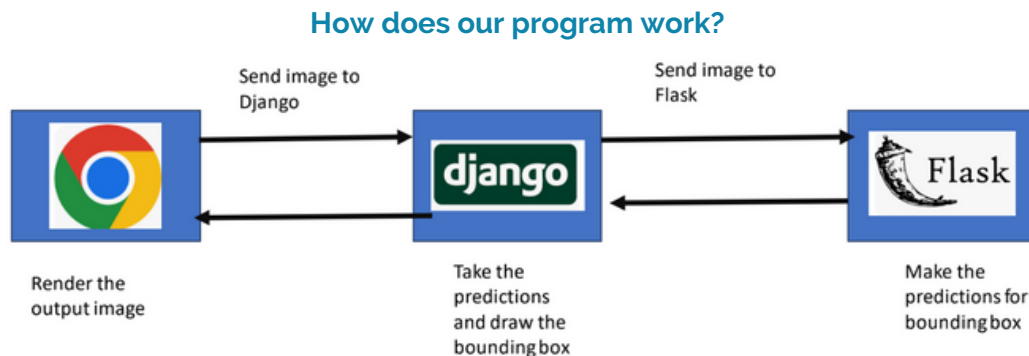 How does our program work?
Send image to
Django
Send image to
Flask
django
Flask
Render the
output image
Take the
predictions
and draw the
bounding box
Make the
predictions for
bounding box